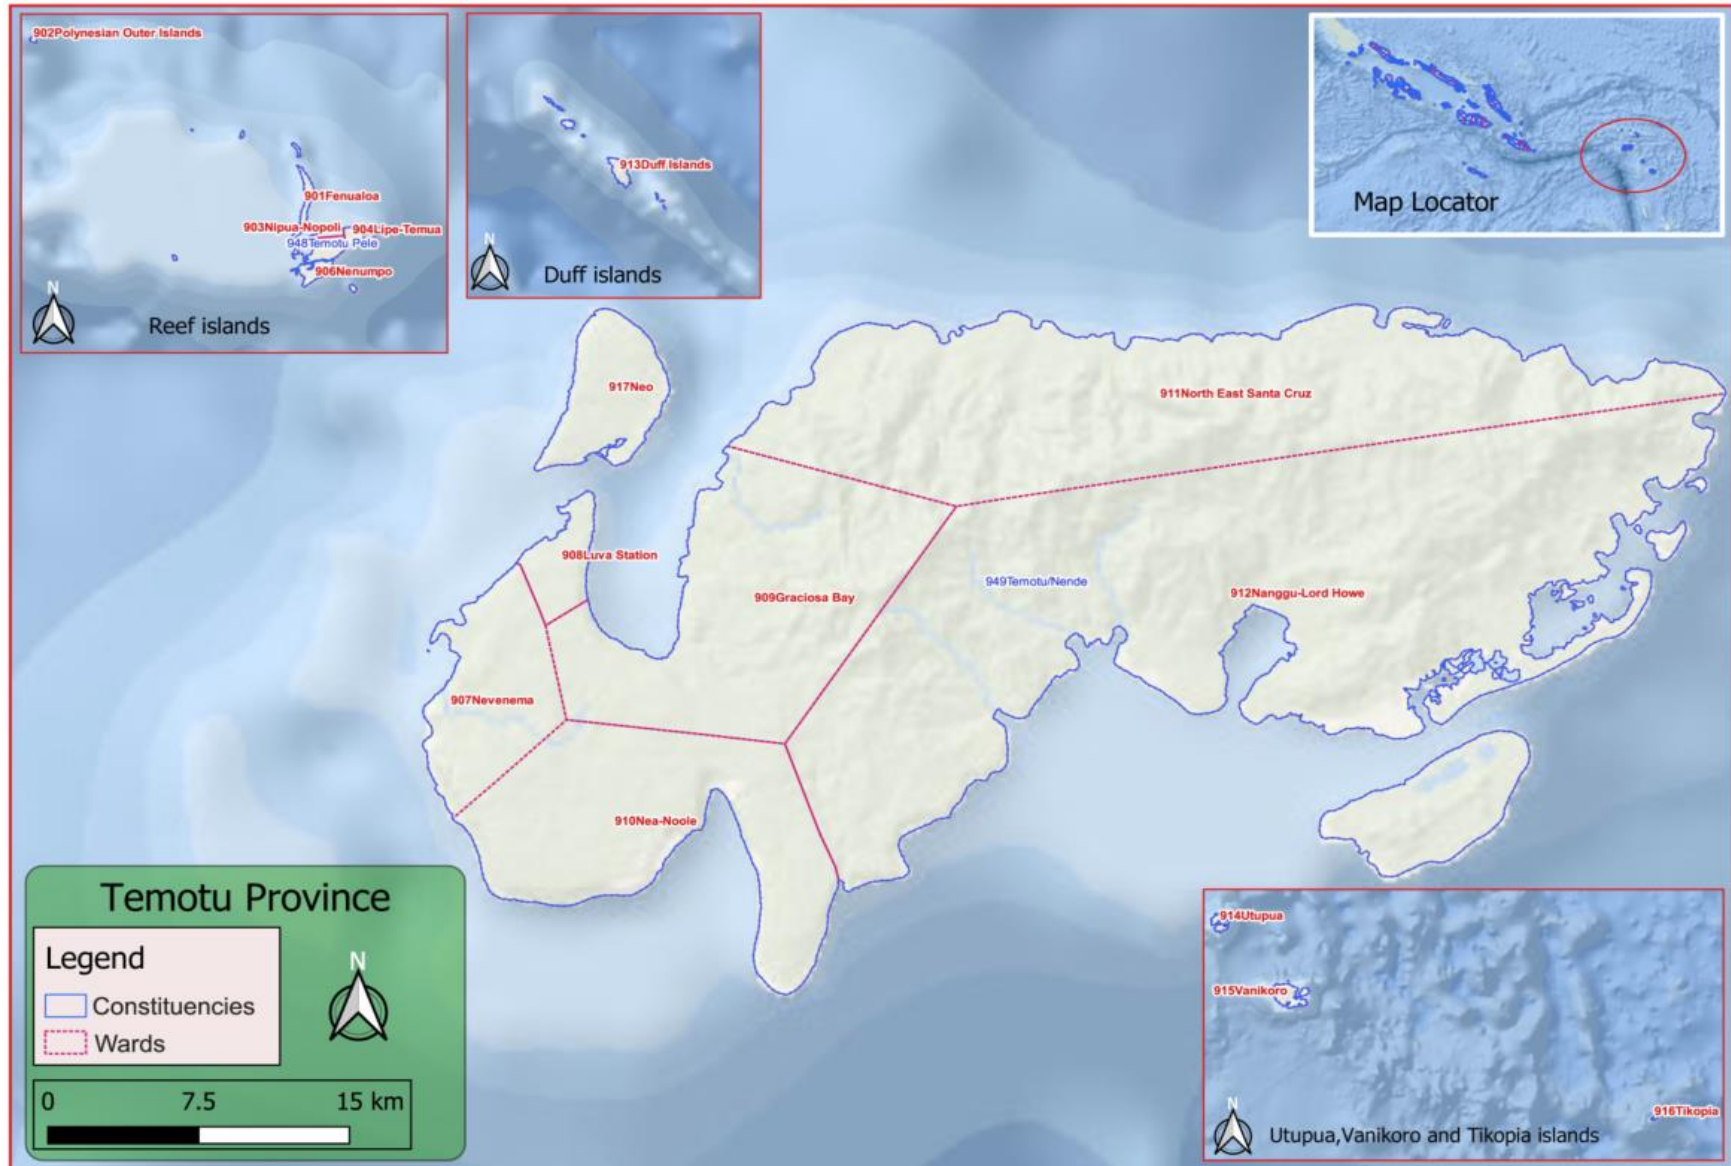 902Polynesian Outer Islands
901Fenualoa
903Nipua-Nopoli
904Lipe-Temua
948Temotu Pele
906Nenumpo
N
Reef islands
913Duff Islands
N
Duff islands
Map Locator
917Neo
911North East Santa Cruz
908Luva Station
909Graciosa Bay
949Temotu/Nende
912Nanggu-Lord Howe
907Nevenema
910Nea-Noole
Temotu Province
Legend
Constituencies
Wards
N
0 7.5 15 km
914Utupua
915Vanikoro
916Tikopia
N
Utupua,Vanikoro and Tikopia islands